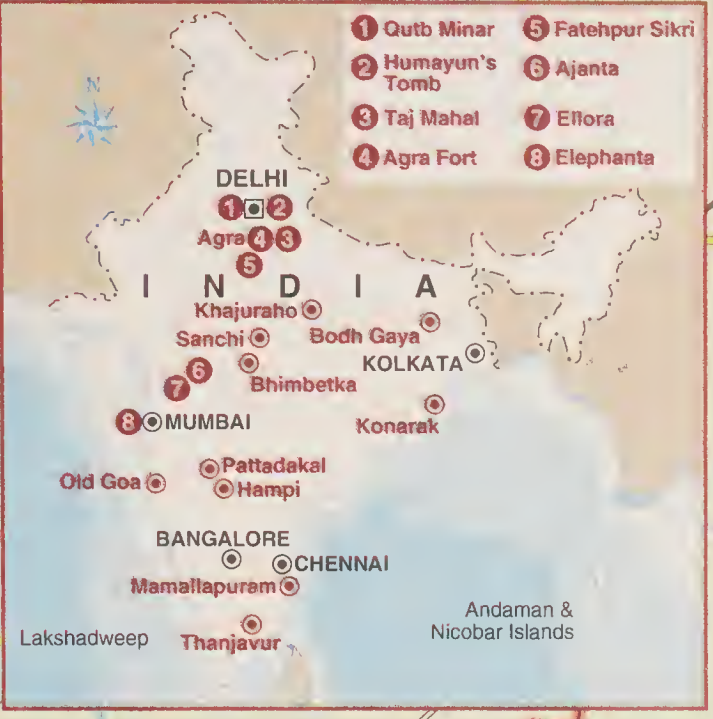 1 Qutb Minar
2 Humayun's
Tomb
3 Taj Mahal
4 Agra Fort
5 Fatehpur Sikri
6 Ajanta
7 Ellora
8 Elephanta
N
DELHI
1 2
Agra 4 3
5
I N D I A
Khajuraho
Sanchi
Bodh Gaya
KOLKATA
6
7
Bhimbetka
8 MUMBAI
Konarak
Pattadakal
Old Goa
Hampi
BANGALORE
CHENNAI
Mamallapuram
Andaman &
Nicobar Islands
Lakshadweep
Thanjavur